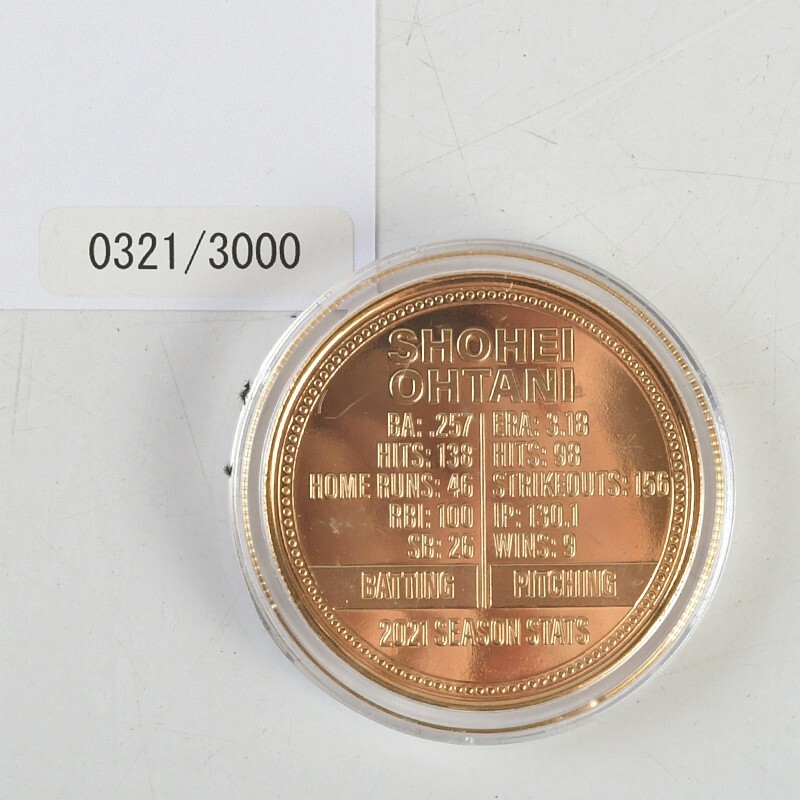 0321/3000
SHOHEI
OHTANI
BA: .257 ERA: 3.18
HITS: 138 HITS: 98
HOME RUNS: 46 STRIKEOUTS: 156
RBI: 100 IP: 130.1
SB: 26 WINS: 9
BATTING PITCHING
2021 SEASON STATS